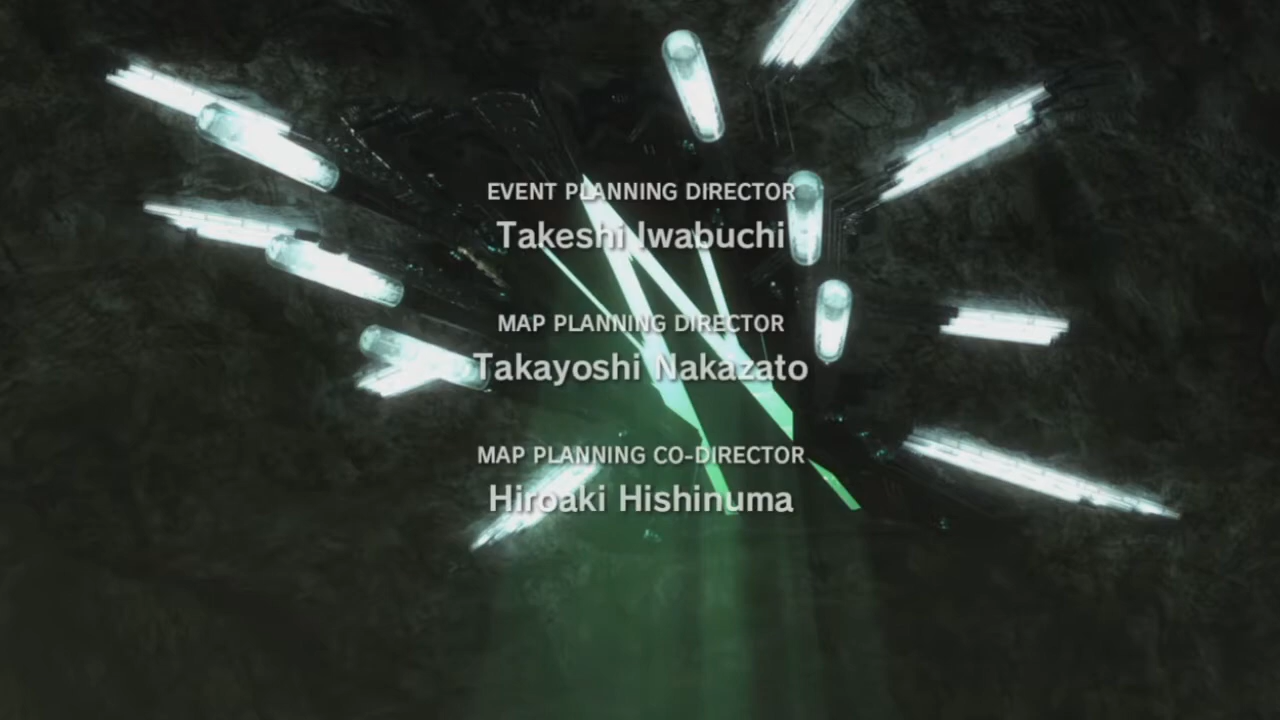 EVENT PLANNING DIRECTOR
Takeshi Iwabuchi
MAP PLANNING DIRECTOR
Takayoshi Nakazato
MAP PLANNING CO-DIRECTOR
Hiroaki Hishinuma